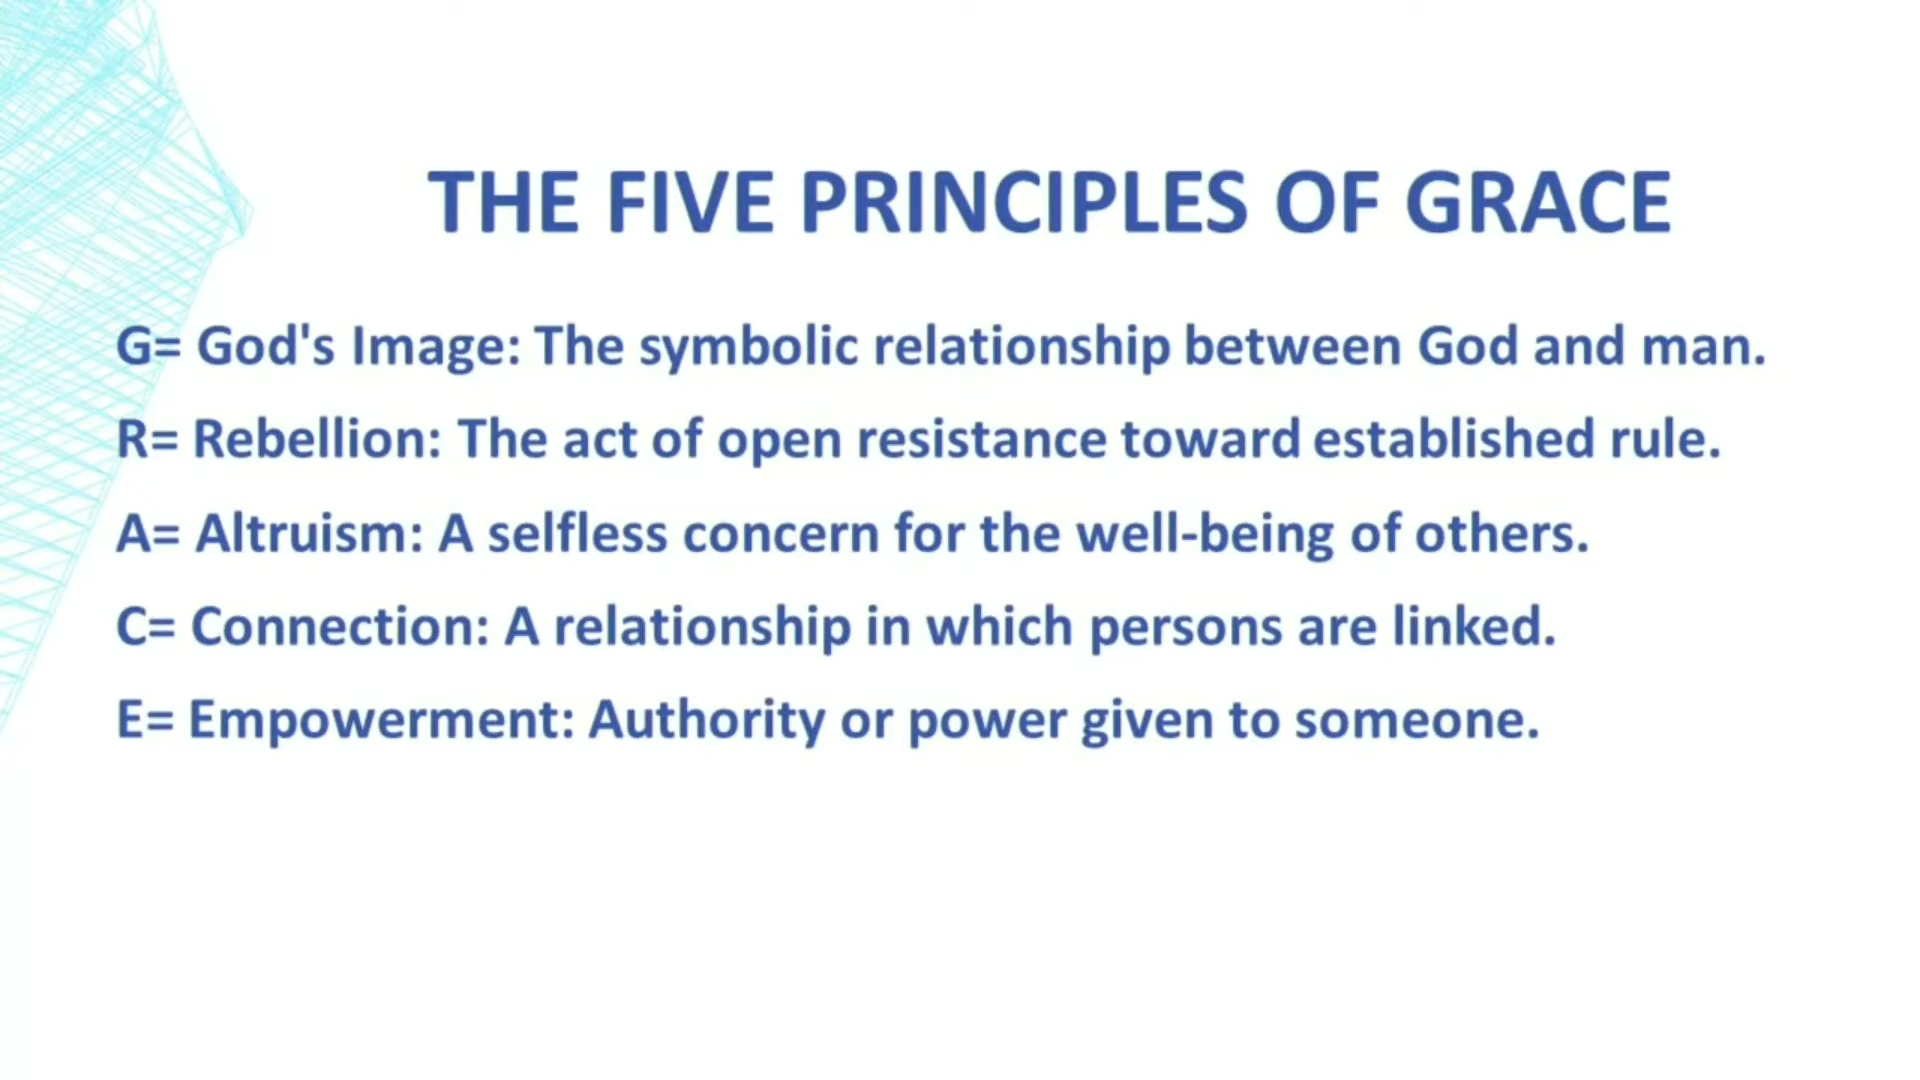 THE FIVE PRINCIPLES OF GRACE
G= God's Image: The symbolic relationship between God and man.
R= Rebellion: The act of open resistance toward established rule.
A= Altruism: A selfless concern for the well-being of others.
C= Connection: A relationship in which persons are linked.
E= Empowerment: Authority or power given to someone.